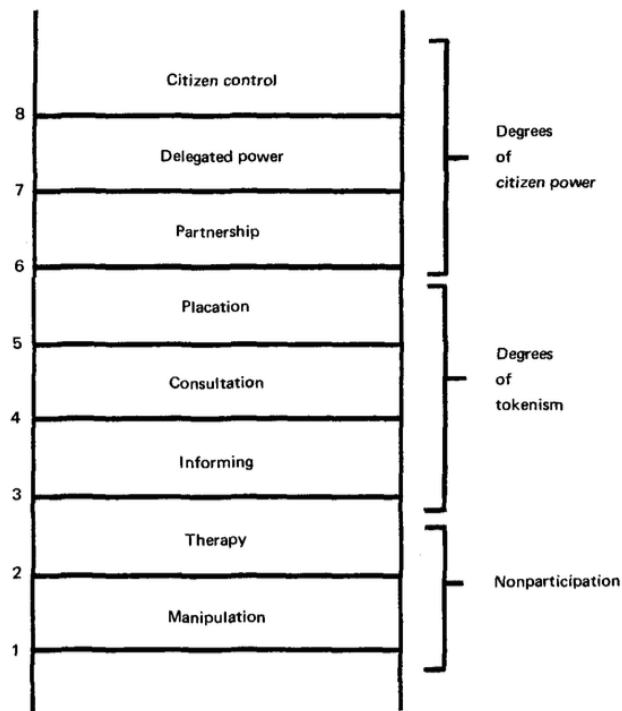 Citizen control
8
Delegated power
7
Partnership
6
Degrees
of
citizen power
Placation
5
Consultation
4
Informing
3
Degrees
of
tokenism
Therapy
2
Manipulation
1
Nonparticipation